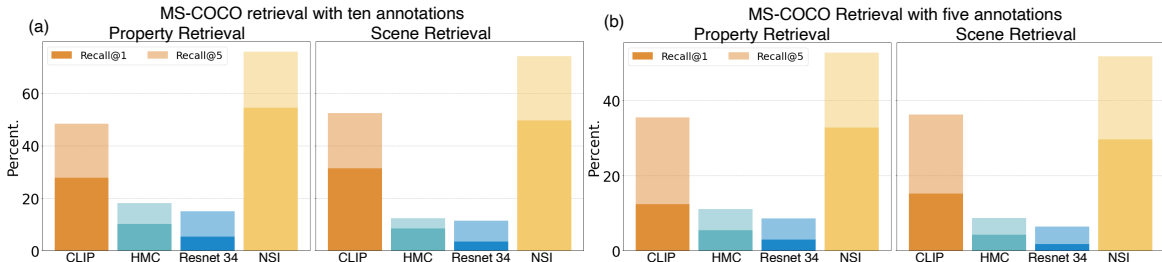 (a)
MS-COCO retrieval with ten annotations
Property Retrieval
Scene Retrieval
Recall@1
Recall@5
Percent.
60
40
20
0
CLIP
HMC
Resnet 34
NSI
CLIP
HMC
Resnet 34
NSI
(b)
MS-COCO Retrieval with five annotations
Property Retrieval
Scene Retrieval
Recall@1
Recall@5
Percent.
40
20
0
CLIP
HMC
Resnet 34
NSI
CLIP
HMC
Resnet 34
NSI